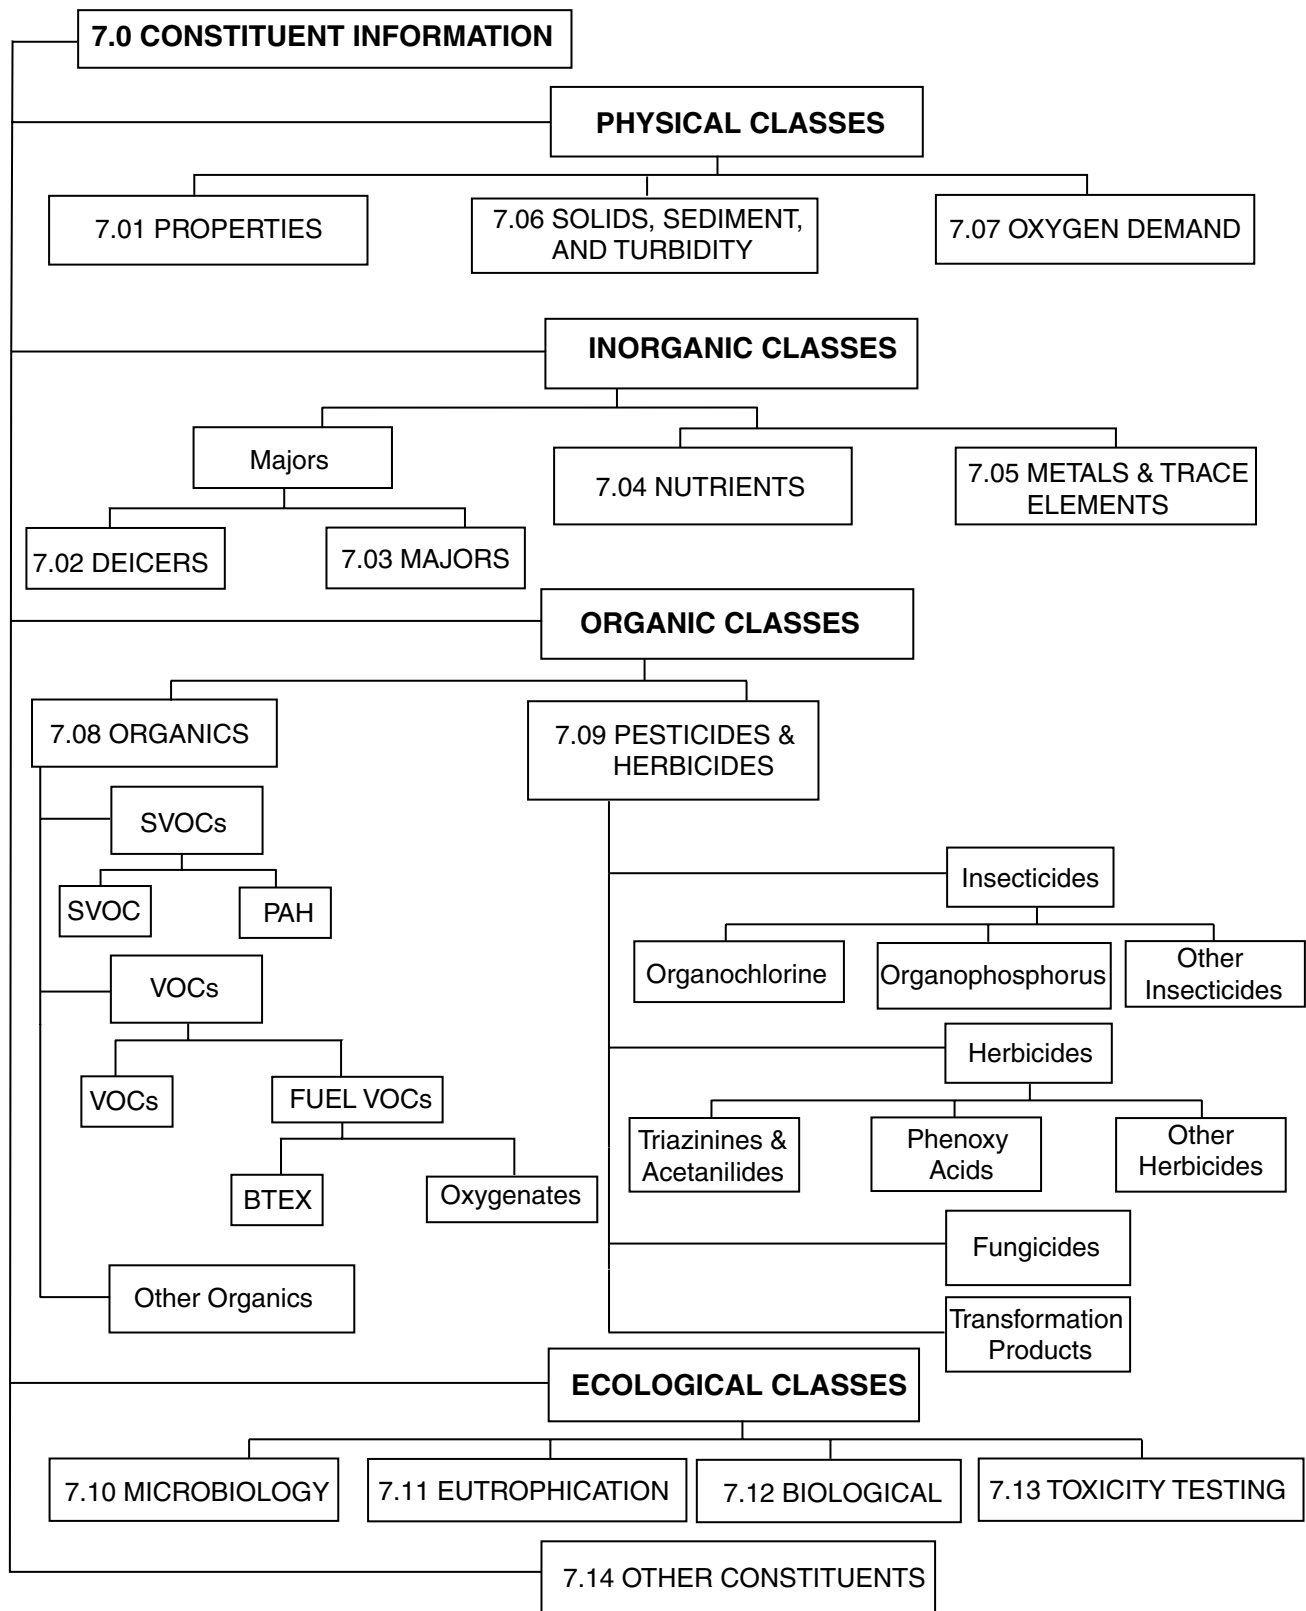 7.0 CONSTITUENT INFORMATION
PHYSICAL CLASSES
7.01 PROPERTIES
7.06 SOLIDS, SEDIMENT,
AND TURBIDITY
7.07 OXYGEN DEMAND
INORGANIC CLASSES
Majors
7.04 NUTRIENTS
7.05 METALS & TRACE
ELEMENTS
7.02 DEICERS
7.03 MAJORS
ORGANIC CLASSES
7.08 ORGANICS
7.09 PESTICIDES &
HERBICIDES
SVOCs
SVOC
PAH
VOCs
VOCs
FUEL VOCs
BTEX
Oxygenates
Other Organics
Insecticides
Organochlorine
Organophosphorus
Other
Insecticides
Herbicides
Triazinines &
Acetanilides
Phenoxy
Acids
Other
Herbicides
Fungicides
Transformation
Products
ECOLOGICAL CLASSES
7.10 MICROBIOLOGY
7.11 EUTROPHICATION
7.12 BIOLOGICAL
7.13 TOXICITY TESTING
7.14 OTHER CONSTITUENTS